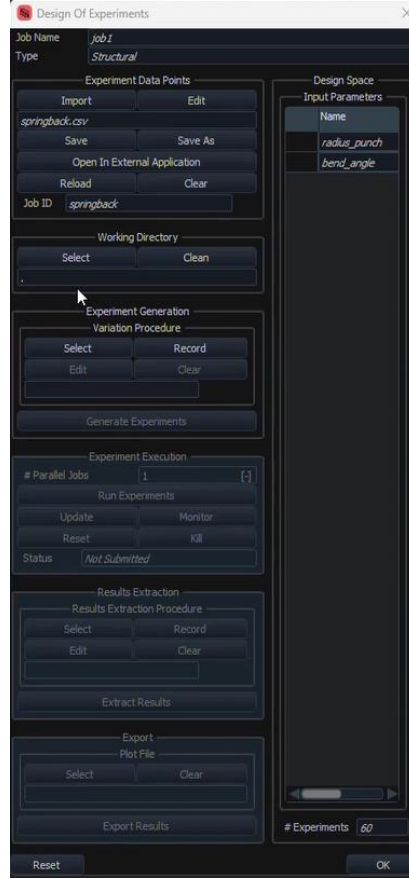 Design Of Experiments
Job Name job1
Type Structural
Experiment Data Points
Import Edit
springback.csv
Save Save As
Open In External Application
Reload Clear
Job ID springback
Working Directory
Select Clean
.
Experiment Generation
Variation Procedure
Select Record
Edit Clear
Generate Experiments
Experiment Execution
# Parallel Jobs 1 [-]
Run Experiments
Update Monitor
Reset Kill
Status Not Submitted
Results Extraction
Results Extraction Procedure
Select Record
Edit Clear
Extract Results
Export
Plot File
Select Clear
Export Results
Design Space
Input Parameters
Name
radius_punch
bend_angle
# Experiments 60
Reset OK